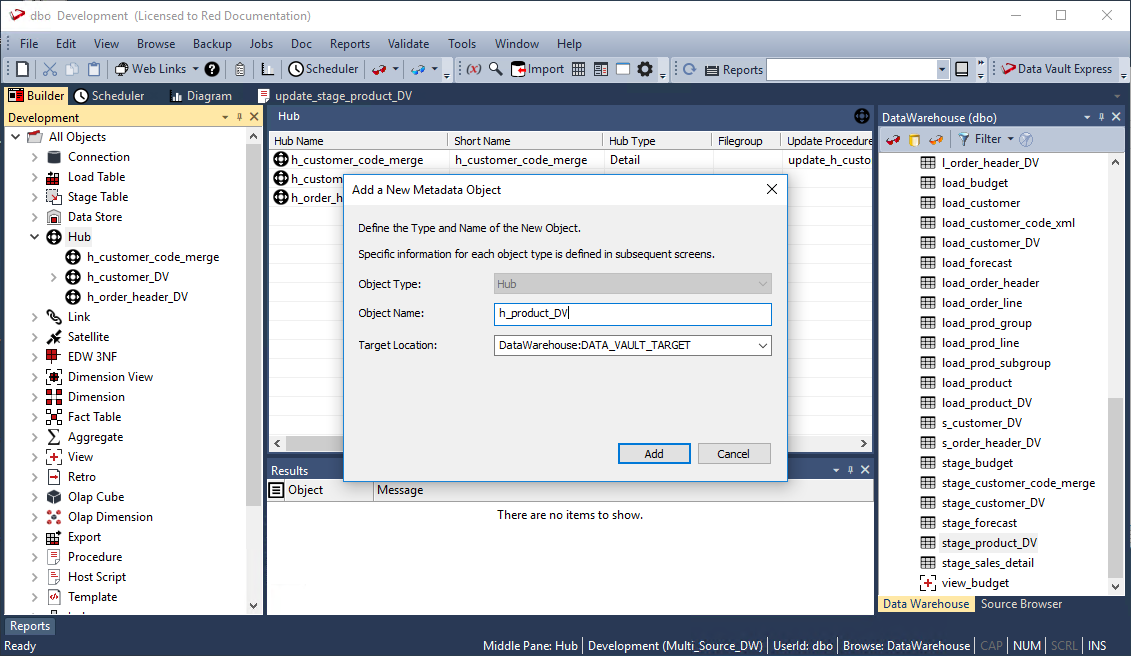 dbo Development (Licensed to Red Documentation)
File Edit View Browse Backup Jobs Doc Reports Validate Tools Window Help
Web Links Scheduler (x) Import Reports Data Vault Express
Builder Scheduler Diagram update_stage_product_DV
Development
All Objects
Connection
Load Table
Stage Table
Data Store
Hub
h_customer_code_merge
h_customer_DV
h_order_header_DV
Link
Satellite
EDW 3NF
Dimension View
Dimension
Fact Table
Aggregate
View
Retro
Olap Cube
Olap Dimension
Export
Procedure
Host Script
Template
Hub
Hub Name Short Name Hub Type Filegroup Update Procedure
h_customer_code_merge h_customer_code_merge Detail update_h_custo
h_custom
h_order_h
Add a New Metadata Object
Define the Type and Name of the New Object.
Specific information for each object type is defined in subsequent screens.
Object Type: Hub
Object Name: h_product_DV
Target Location: DataWarehouse:DATA_VAULT_TARGET
Add Cancel
Results
Object Message
There are no items to show.
DataWarehouse (dbo)
Filter
l_order_header_DV
load_budget
load_customer
load_customer_code_xml
load_customer_DV
load_forecast
load_order_header
load_order_line
load_prod_group
load_prod_line
load_prod_subgroup
load_product
load_product_DV
s_customer_DV
s_order_header_DV
stage_budget
stage_customer_code_merge
stage_customer_DV
stage_forecast
stage_product_DV
stage_sales_detail
view_budget
Data Warehouse Source Browser
Reports
Ready Middle Pane: Hub Development (Multi_Source_DW) UserId: dbo Browse: DataWarehouse CAP NUM SCRL INS